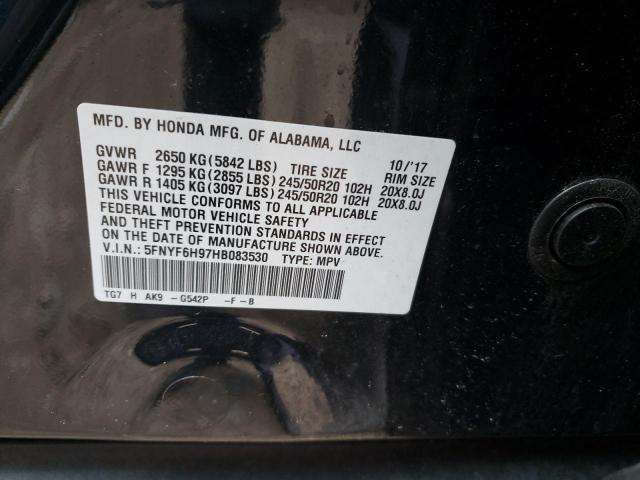 MFD. BY HONDA MFG. OF ALABAMA, LLC
10/'17
GVWR 2650 KG(5842 LBS) TIRE SIZE RIM SIZE
GAWR F 1295 KG(2855 LBS)245/50R20 102H 20X8.0J
GAWR R 1405 KG(3097 LBS)245/50R20 102H 20X8.0J
THIS VEHICLE CONFORMS TO ALL APPLICABLE
FEDERAL MOTOR VEHICLE SAFETY
AND THEFT PREVENTION STANDARDS IN EFFECT
ON THE DATE OF MANUFACTURE SHOWN ABOVE.
V.I.N.: 5FNYF6H97HB083530 TYPE: MPV
TG7 H AK9 - G542P -F-B